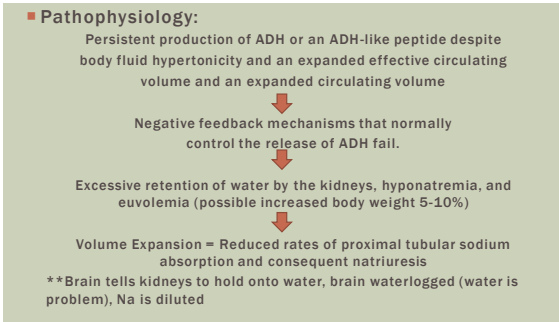 Pathophysiology:
Persistent production of ADH or an ADH-like peptide despite
body fluid hypertonicity and an expanded effective circulating
volume and an expanded circulating volume
Negative feedback mechanisms that normally
control the release of ADH fail.
Excessive retention of water by the kidneys, hyponatremia, and
euvolemia (possible increased body weight 5-10%)
Volume Expansion = Reduced rates of proximal tubular sodium
absorption and consequent natriuresis
**Brain tells kidneys to hold onto water, brain waterlogged (water is
problem), Na is diluted